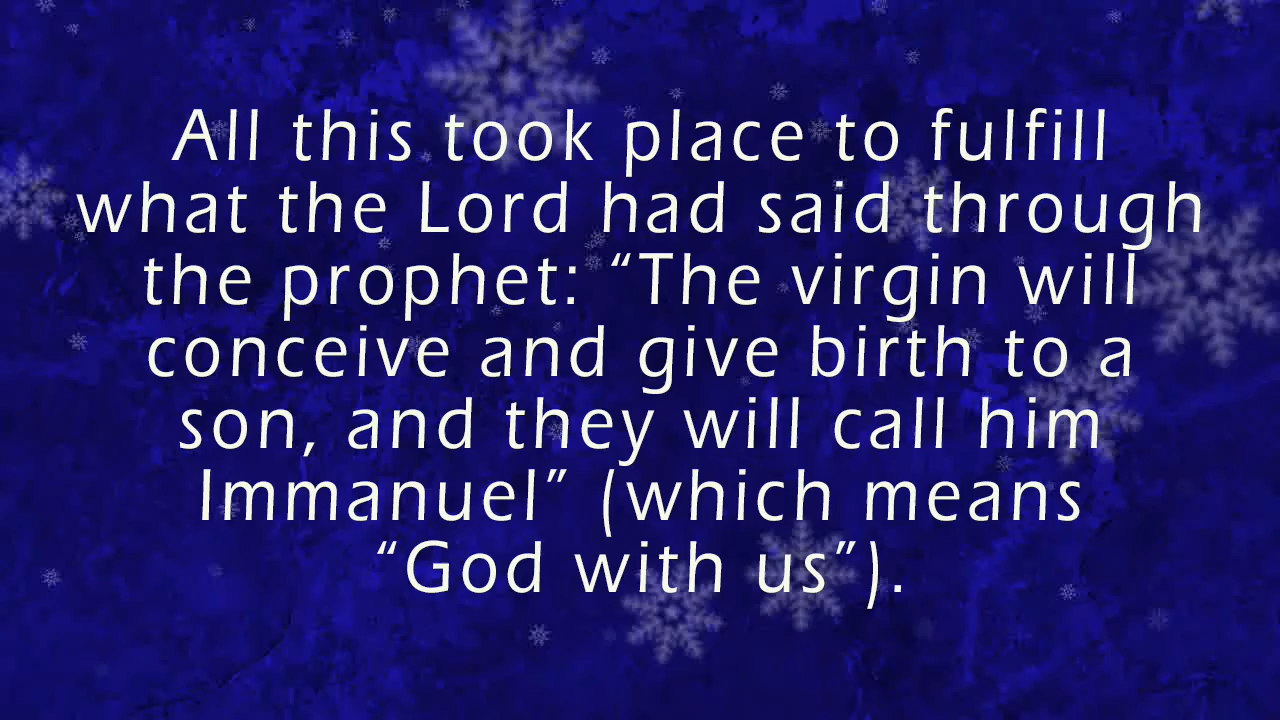 All this took place to fulfill
what the Lord had said through
the prophet: “The virgin will
conceive and give birth to a
son, and they will call him
Immanuel” (which means
“God with us”).